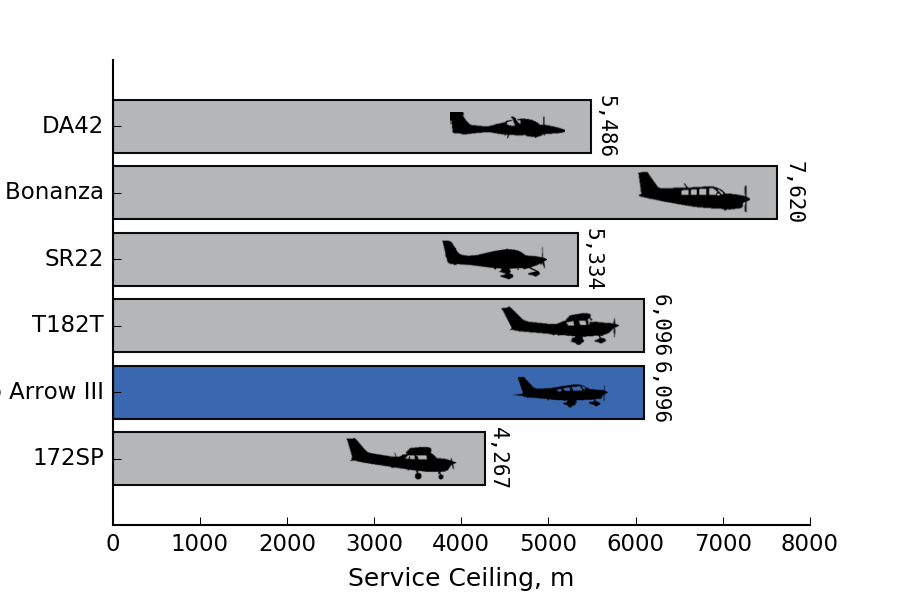 DA42 5,486
Bonanza 7,620
SR22 5,334
T182T 6,096
Arrow III 6,096
172SP 4,267
0 1000 2000 3000 4000 5000 6000 7000 8000
Service Ceiling, m